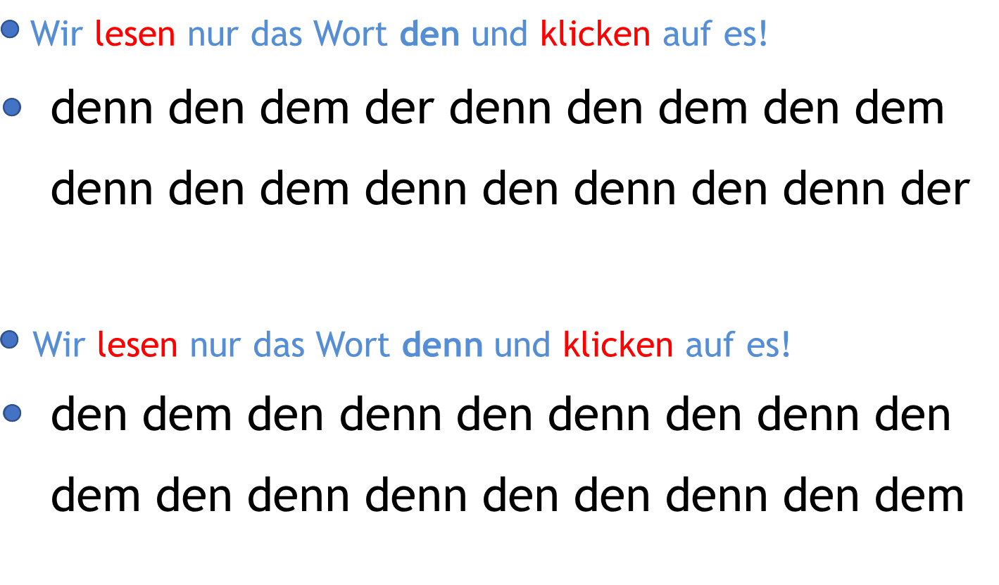 Wir lesen nur das Wort den und klicken auf es!
denn den dem der denn den dem den dem
denn den dem denn den denn den denn der
Wir lesen nur das Wort denn und klicken auf es!
den dem den denn den denn den denn den
dem den denn denn den den denn den dem